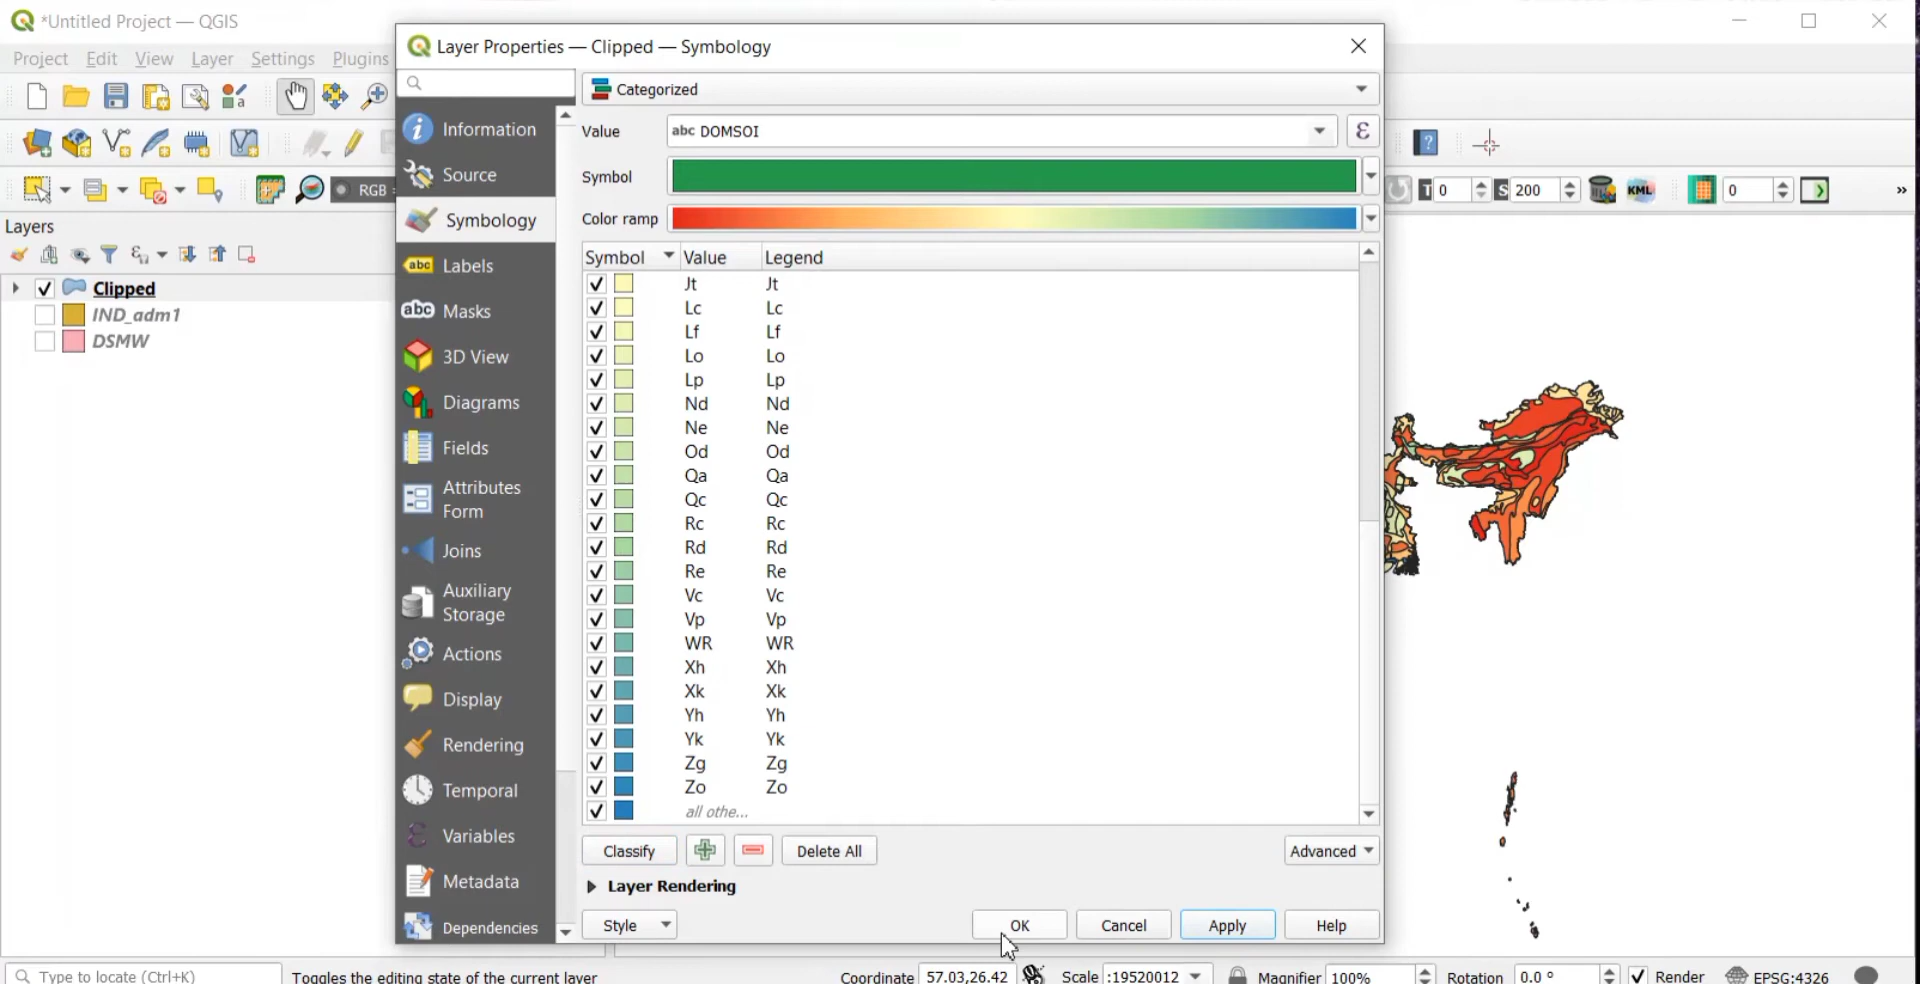 *Untitled Project — QGIS
Project Edit View Layer Settings Plugins
RGB
Layers
Clipped
IND_adm1
DSMW
Layer Properties — Clipped — Symbology
Information
Source
Symbology
abc Labels
abc Masks
3D View
Diagrams
Fields
Attributes
Form
Joins
Auxiliary
Storage
Actions
Display
Rendering
Temporal
Variables
Metadata
Dependencies
Categorized
Value abc DOMSOI ε
Symbol
Color ramp
Symbol Value Legend
Jt Jt
Lc Lc
Lf Lf
Lo Lo
Lp Lp
Nd Nd
Ne Ne
Od Od
Qa Qa
Qc Qc
Rc Rc
Rd Rd
Re Re
Vc Vc
Vp Vp
WR WR
Xh Xh
Xk Xk
Yh Yh
Yk Yk
Zg Zg
Zo Zo
all othe...
Classify Delete All Advanced
Layer Rendering
Style OK Cancel Apply Help
T 0 S 200 KML 0 »
Type to locate (Ctrl+K) Toggles the editing state of the current layer Coordinate 57.03,26.42 Scale :19520012 Magnifier 100% Rotation 0.0 ° Render EPSG:4326